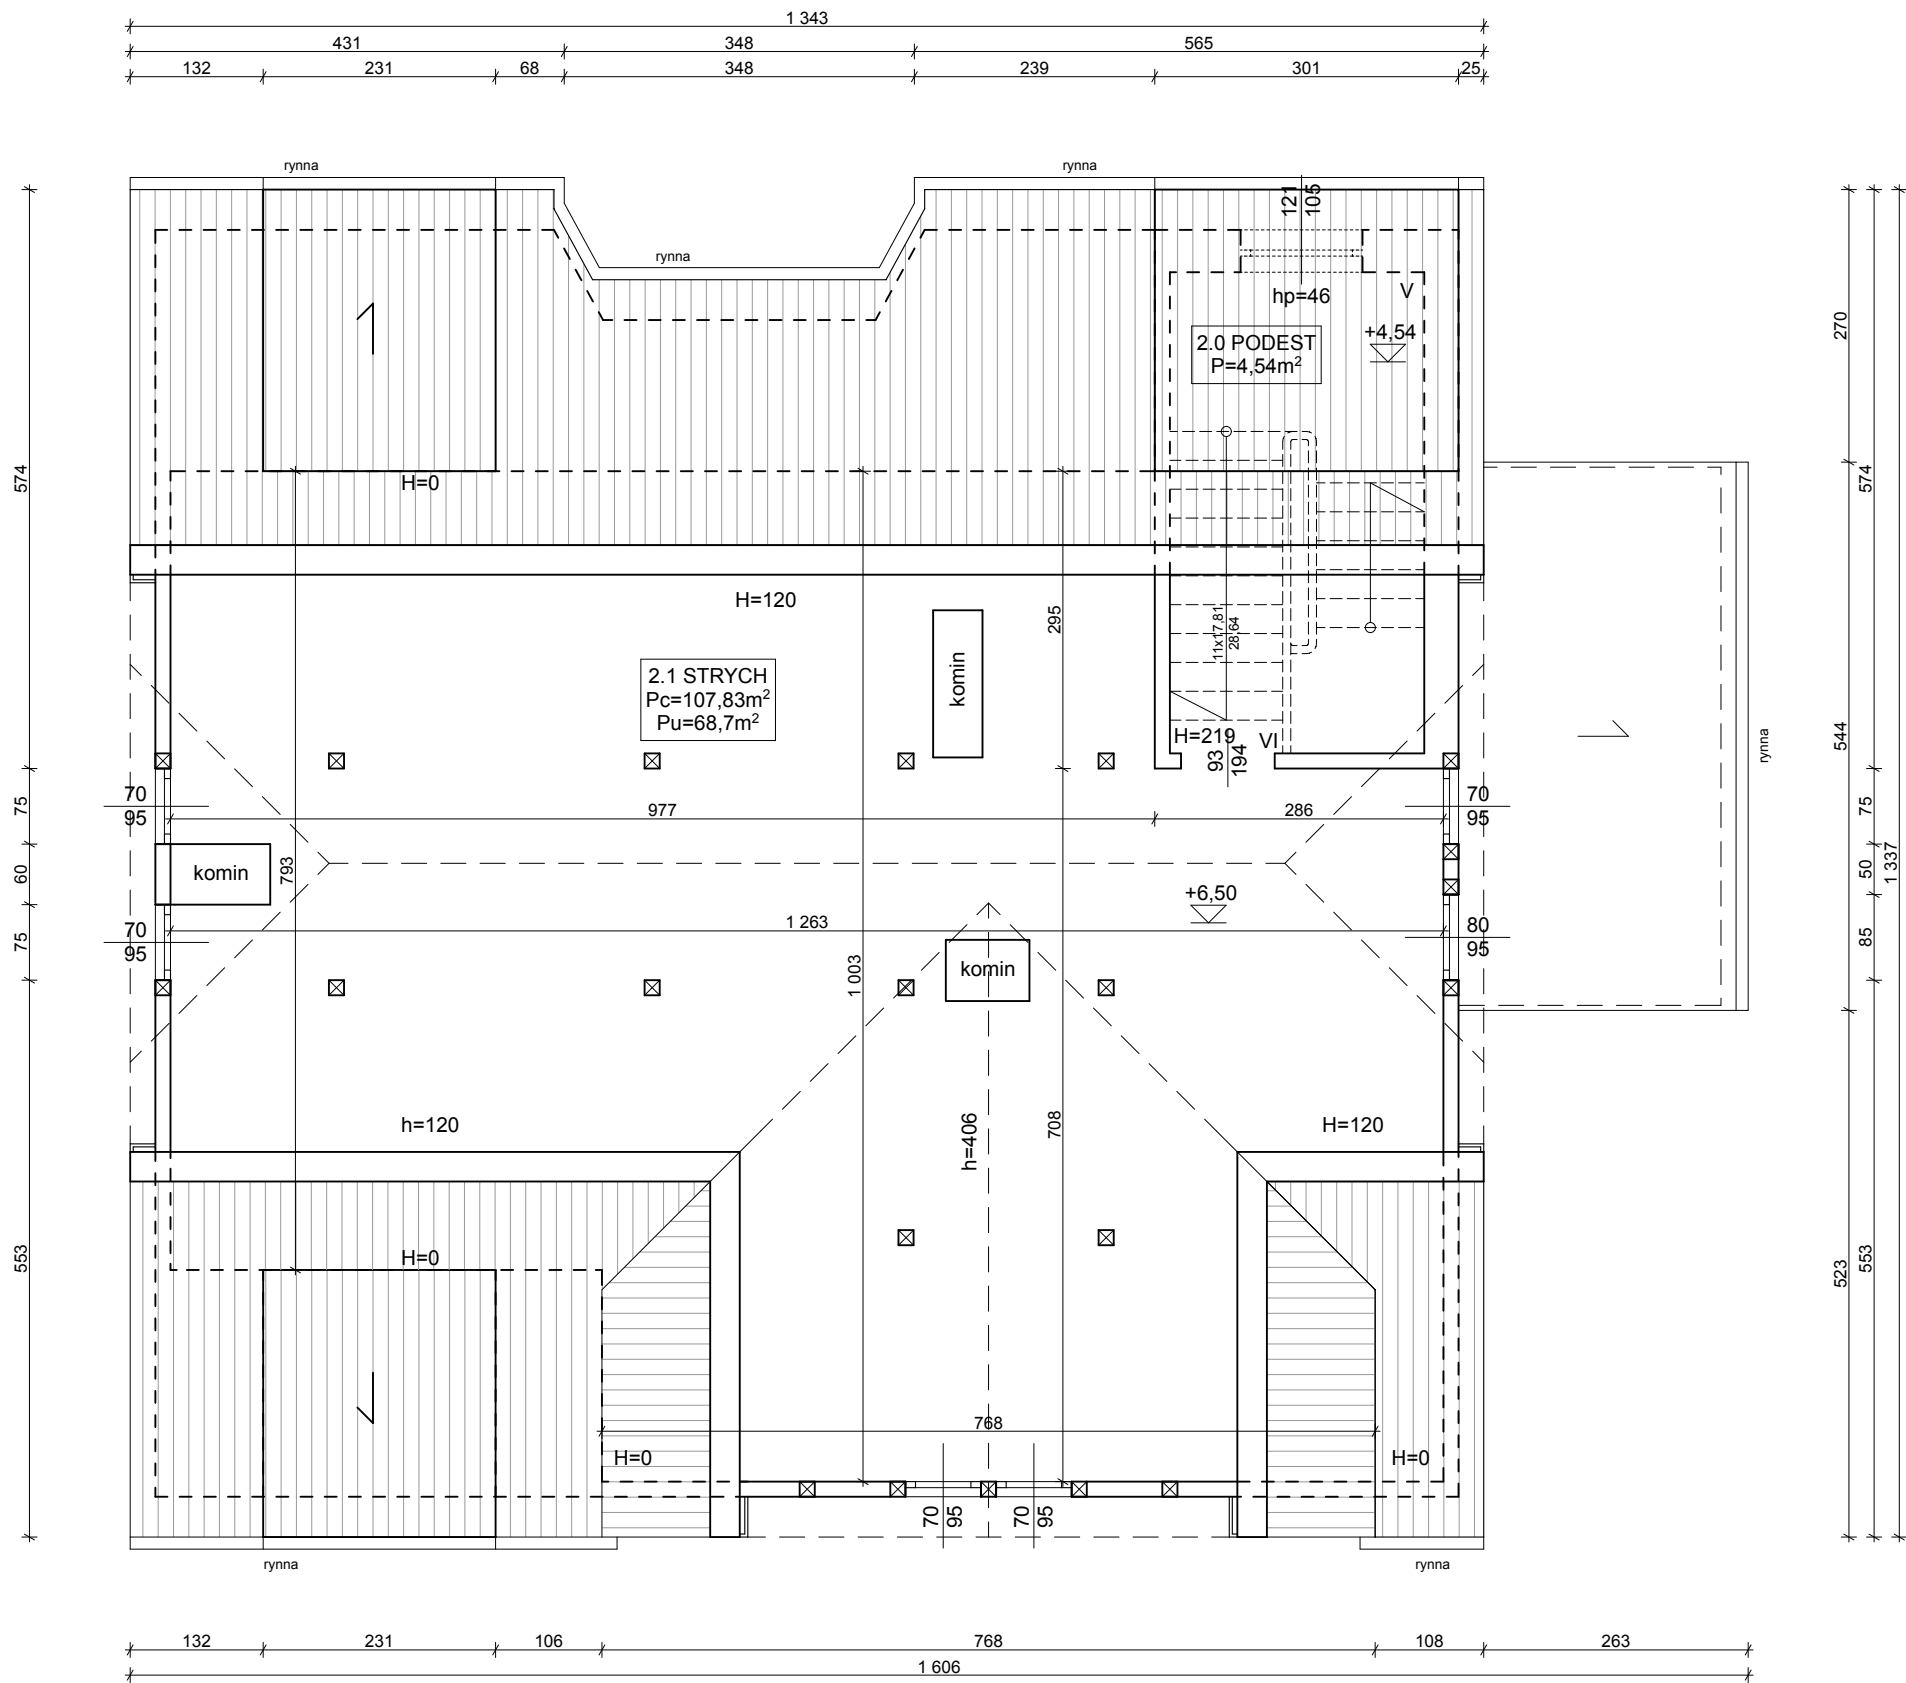 1 343
431
348
565
132
231
68
348
239
301
25
rynna
rynna
rynna
121
105
hp=46
V
+4,54
2.0 PODEST
P=4,54m²
270
574
574
H=0
H=120
295
11x17,81
28,64
komin
2.1 STRYCH
Pc=107,83m²
Pu=68,7m²
H=219
VI
93
194
544
rynna
70
95
75
977
286
70
95
75
60
komin
793
50
1 337
+6,50
1 263
70
95
75
80
95
85
komin
1 003
h=406
708
h=120
H=120
H=0
553
523
553
768
H=0
H=0
70
95
70
95
rynna
rynna
132
231
106
768
108
263
1 606